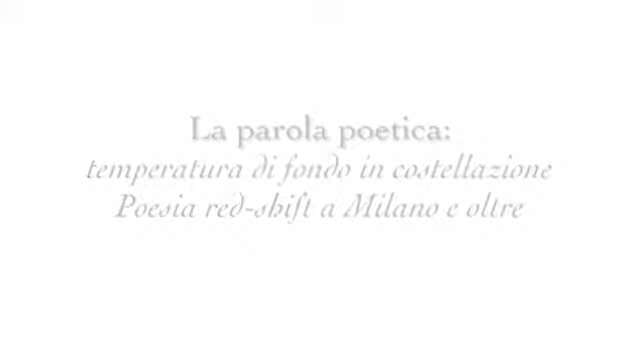 La parola poetica:
temperatura di fondo in costellazione
Poesia red-shift a Milano e oltre